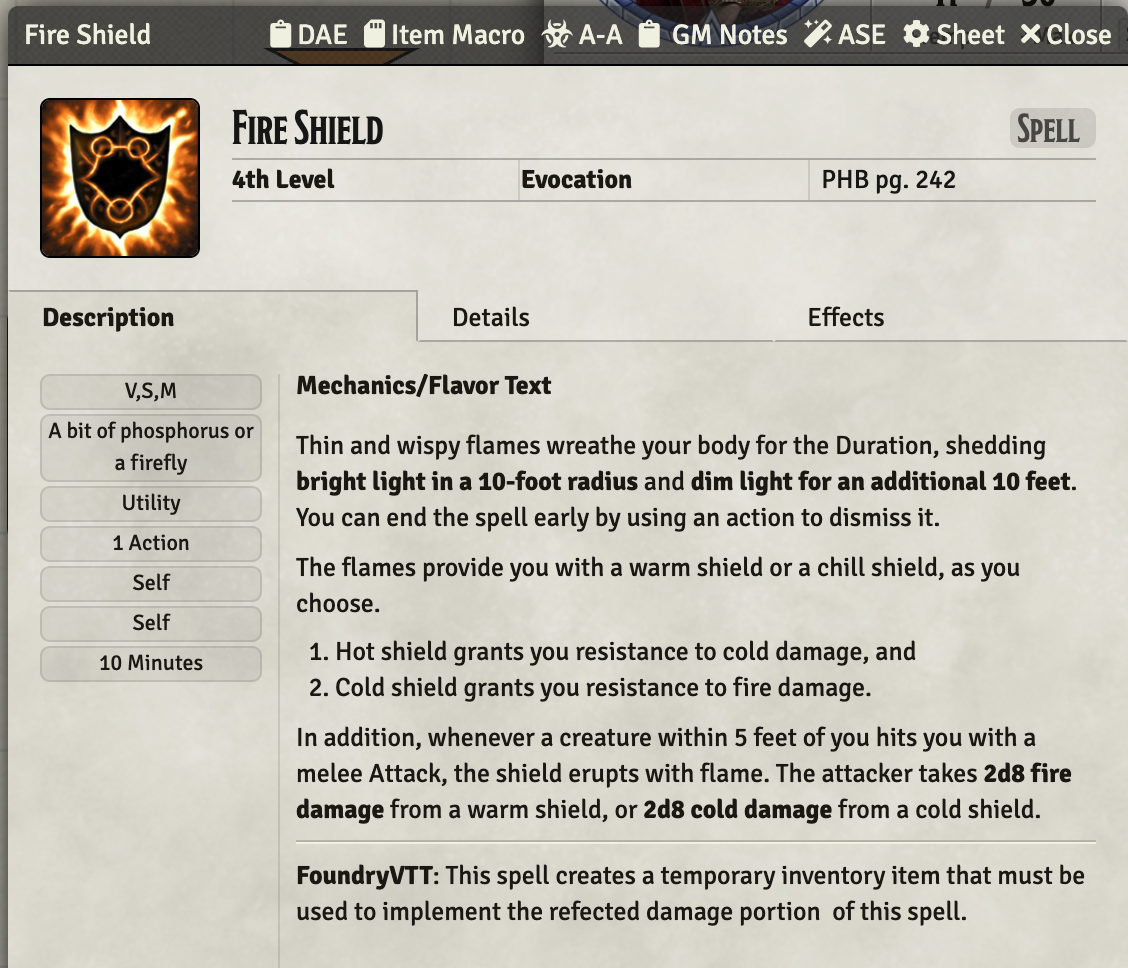 Fire Shield DAE Item Macro A-A GM Notes ASE Sheet Close
Fire Shield
Spell
4th Level Evocation PHB pg. 242
Description Details Effects
V,S,M
A bit of phosphorus or
a firefly
Utility
1 Action
Self
Self
10 Minutes
Mechanics/Flavor Text
Thin and wispy flames wreathe your body for the Duration, shedding
bright light in a 10-foot radius and dim light for an additional 10 feet.
You can end the spell early by using an action to dismiss it.
The flames provide you with a warm shield or a chill shield, as you
choose.
1. Hot shield grants you resistance to cold damage, and
2. Cold shield grants you resistance to fire damage.
In addition, whenever a creature within 5 feet of you hits you with a
melee Attack, the shield erupts with flame. The attacker takes 2d8 fire
damage from a warm shield, or 2d8 cold damage from a cold shield.
FoundryVTT: This spell creates a temporary inventory item that must be
used to implement the refected damage portion  of this spell.